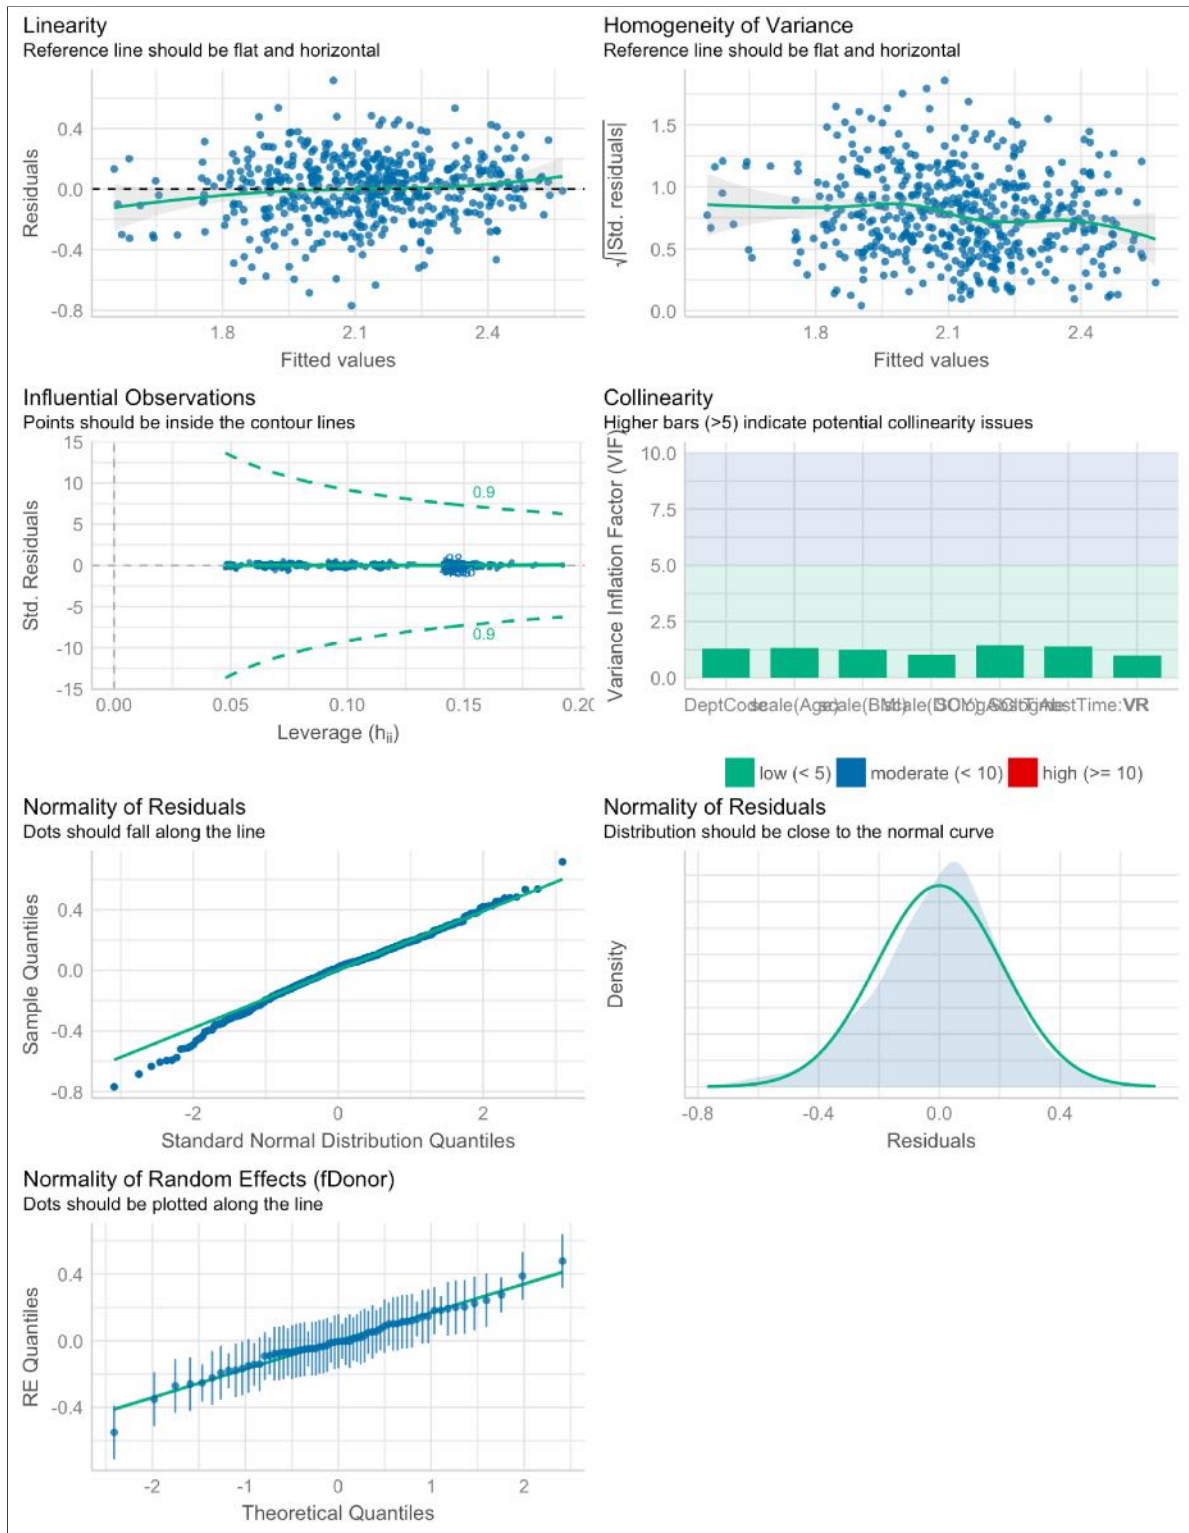 Linearity
Reference line should be flat and horizontal
Residuals
0.4
0.0
-0.4
-0.8
1.8
2.1
2.4
Fitted values
Homogeneity of Variance
Reference line should be flat and horizontal
√|Std. residuals|
1.5
1.0
0.5
0.0
1.8
2.1
2.4
Fitted values
Influential Observations
Points should be inside the contour lines
Std. Residuals
15
10
5
0
-5
-10
-15
0.9
0.9
0.00
0.05
0.10
0.15
0.20
Leverage (hii)
Collinearity
Higher bars (>5) indicate potential collinearity issues
Variance Inflation Factor (VIF)
10.0
7.5
5.0
2.5
0.0
DeptCode
scale(Age)
low (< 5)
moderate (< 10)
high (>= 10)
Normality of Residuals
Dots should fall along the line
Sample Quantiles
0.4
0.0
-0.4
-0.8
-2
0
2
Standard Normal Distribution Quantiles
Normality of Residuals
Distribution should be close to the normal curve
Density
-0.8
-0.4
0.0
0.4
Residuals
Normality of Random Effects (fDonor)
Dots should be plotted along the line
RE Quantiles
0.4
0.0
-0.4
-2
-1
0
1
2
Theoretical Quantiles